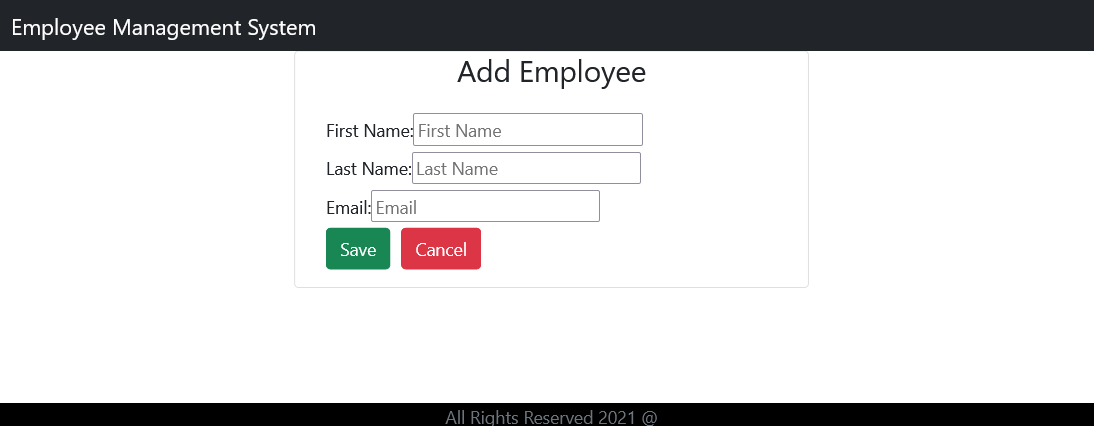 Employee Management System
Add Employee
First Name: First Name
Last Name: Last Name
Email: Email
Save Cancel
All Rights Reserved 2021 @